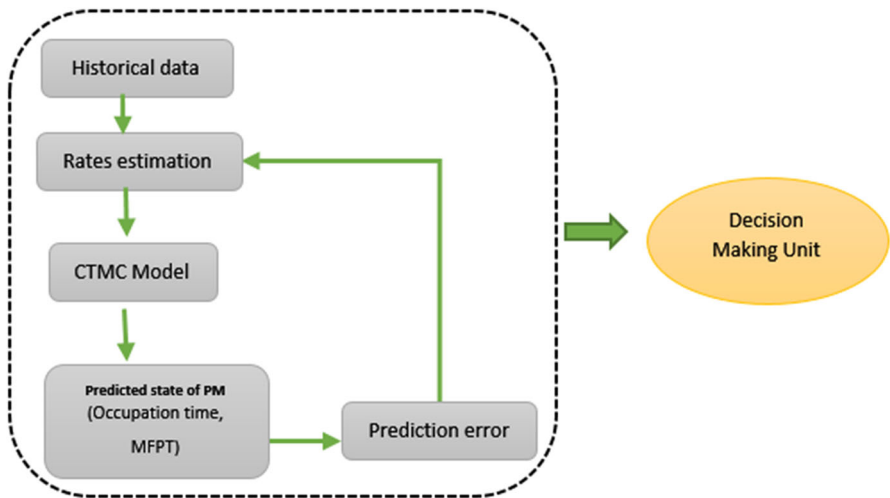 Historical data
Rates estimation
CTMC Model
Predicted state of PM
(Occupation time,
MFPT)
Prediction error
Decision
Making Unit